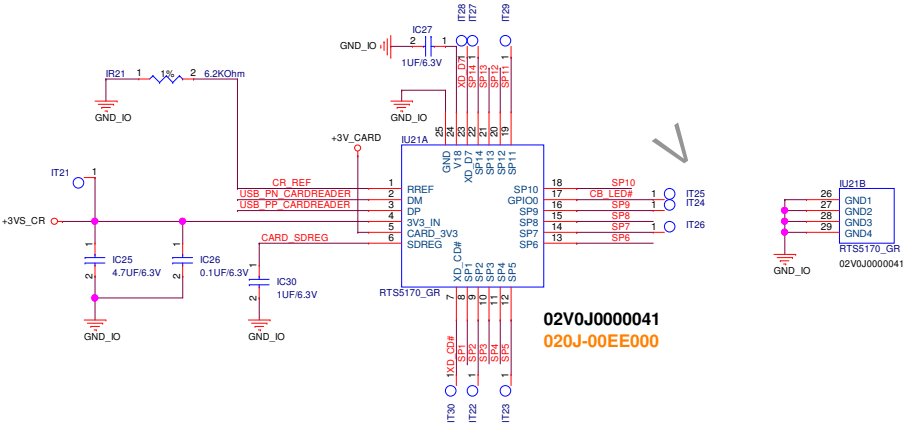 IT28
IT27
IT29
IC27
GND_IO
2
1
1UF/6.3V
XD_D7
1
SP14
1
SP13
SP12
SP11
1
IR21
1
1%
2
6.2KOhm
GND_IO
GND_IO
+3V_CARD
25
24
23
22
21
20
19
IU21A
GND
V18
XD_D7
SP14
SP13
SP12
SP11
IT21
1
CR_REF
1
RREF
USB_PN_CARDREADER
2
DM
USB_PP_CARDREADER
3
DP
+3VS_CR
4
3V3_IN
5
CARD_3V3
CARD_SDREG
6
SDREG
SP10
18
SP10
GPIO0
17
CB_LED#
1
IT25
SP9
16
SP9
1
IT24
SP8
15
SP8
SP7
14
SP7
1
IT26
SP6
13
SP6
XD_CD#
SP1
SP2
SP3
SP4
SP5
RTS5170_GR
7
8
9
10
11
12
1
2
IC25
4.7UF/6.3V
1
2
IC26
0.1UF/6.3V
1
2
IC30
1UF/6.3V
GND_IO
GND_IO
XD_CD#
SP1
SP2
SP3
SP4
SP5
1
1
1
IT30
IT22
IT23
02V0J0000041
020J-00EE000
V
IU21B
26
GND1
27
GND2
28
GND3
29
GND4
RTS5170_GR
GND_IO
02V0J0000041